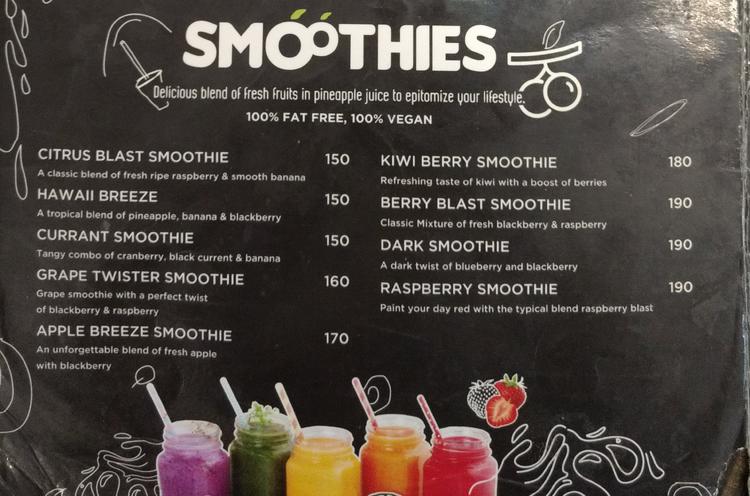 SMOOTHIES
Delicious blend of fresh fruits in pineapple juice to epitomize your lifestyle.
100% FAT FREE, 100% VEGAN
CITRUS BLAST SMOOTHIE 150
A classic blend of fresh ripe raspberry & smooth banana
HAWAII BREEZE 150
A tropical blend of pineapple, banana & blackberry
CURRANT SMOOTHIE 150
Tangy combo of cranberry, black current & banana
GRAPE TWISTER SMOOTHIE 160
Grape smoothie with a perfect twist
of blackberry & raspberry
APPLE BREEZE SMOOTHIE 170
An unforgettable blend of fresh apple
with blackberry
KIWI BERRY SMOOTHIE 180
Refreshing taste of kiwi with a boost of berries
BERRY BLAST SMOOTHIE 190
Classic Mixture of fresh blackberry & raspberry
DARK SMOOTHIE 190
A dark twist of blueberry and blackberry
RASPBERRY SMOOTHIE 190
Paint your day red with the typical blend raspberry blast